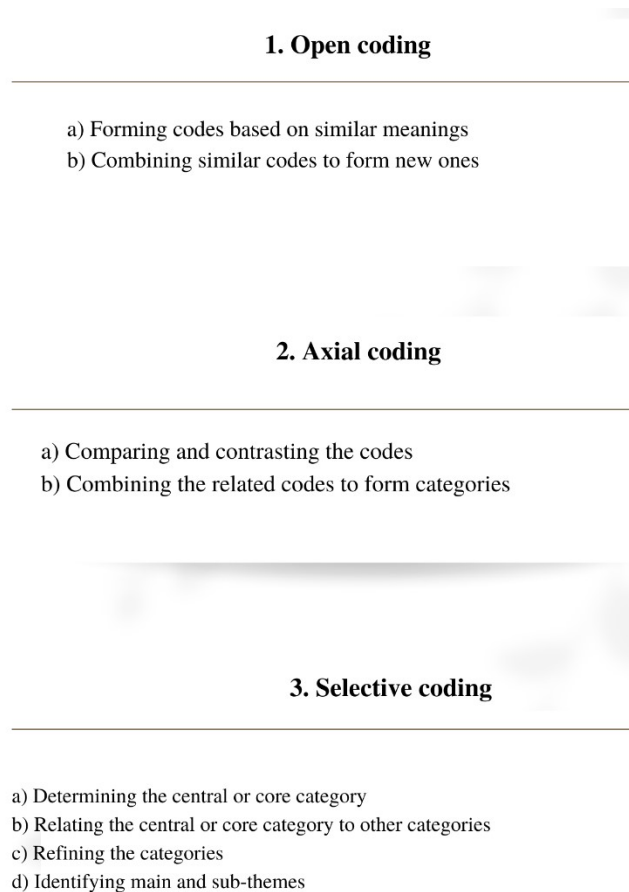 1. Open coding
a) Forming codes based on similar meanings
b) Combining similar codes to form new ones
2. Axial coding
a) Comparing and contrasting the codes
b) Combining the related codes to form categories
3. Selective coding
a) Determining the central or core category
b) Relating the central or core category to other categories
c) Refining the categories
d) Identifying main and sub-themes